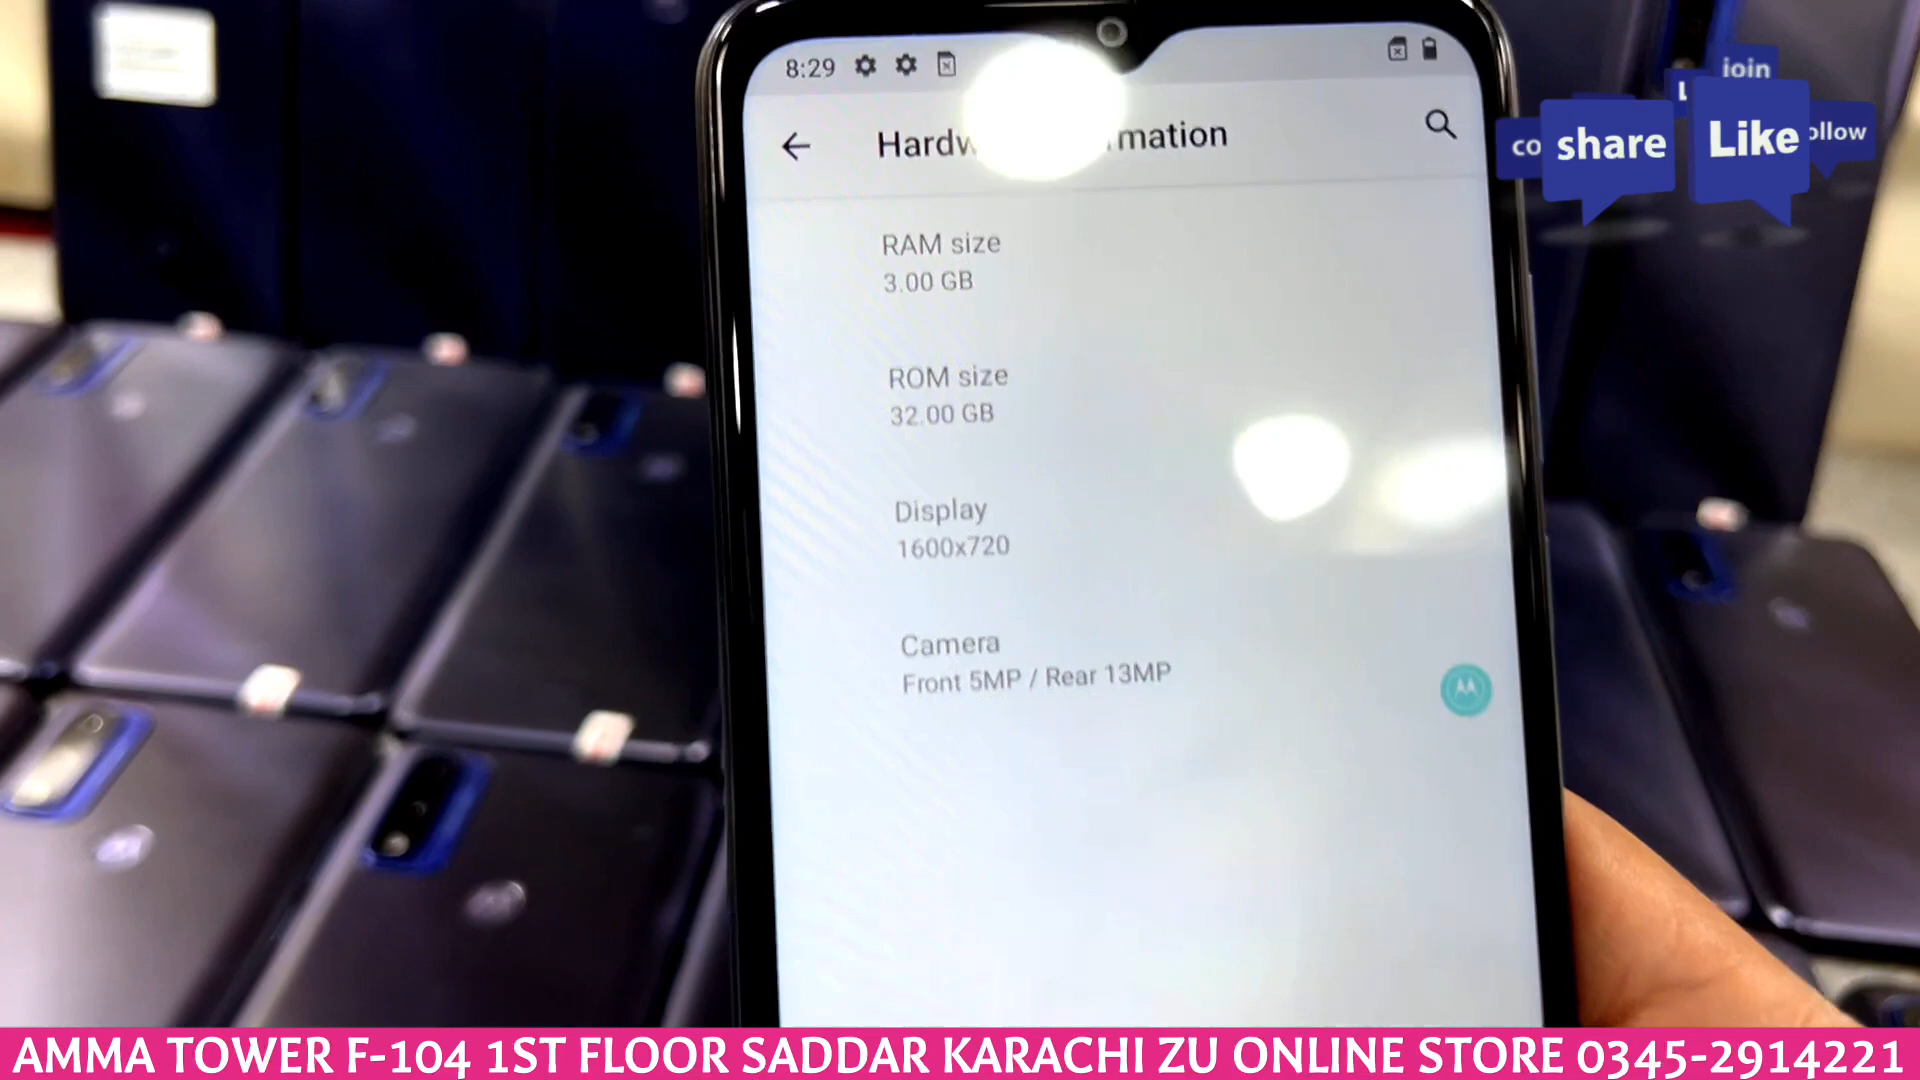 8:29
Hardw mation
RAM size
3.00 GB
ROM size
32.00 GB
Display
1600x720
Camera
Front 5MP / Rear 13MP
join
L
co share Like ollow
AMMA TOWER F-104 1ST FLOOR SADDAR KARACHI ZU ONLINE STORE 0345-2914221